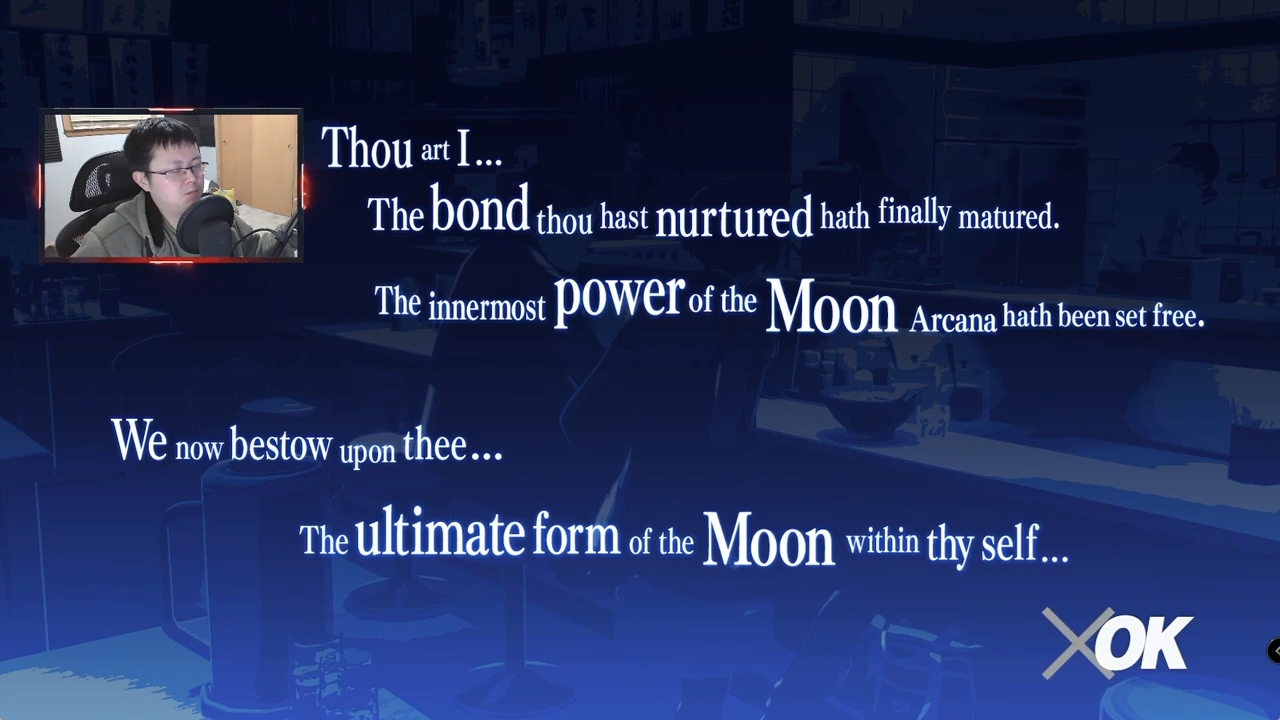 Thou art I...
The bond thou hast nurtured hath finally matured.
The innermost power of the Moon Arcana hath been set free.
We now bestow upon thee...
The ultimate form of the Moon within thy self...
OK